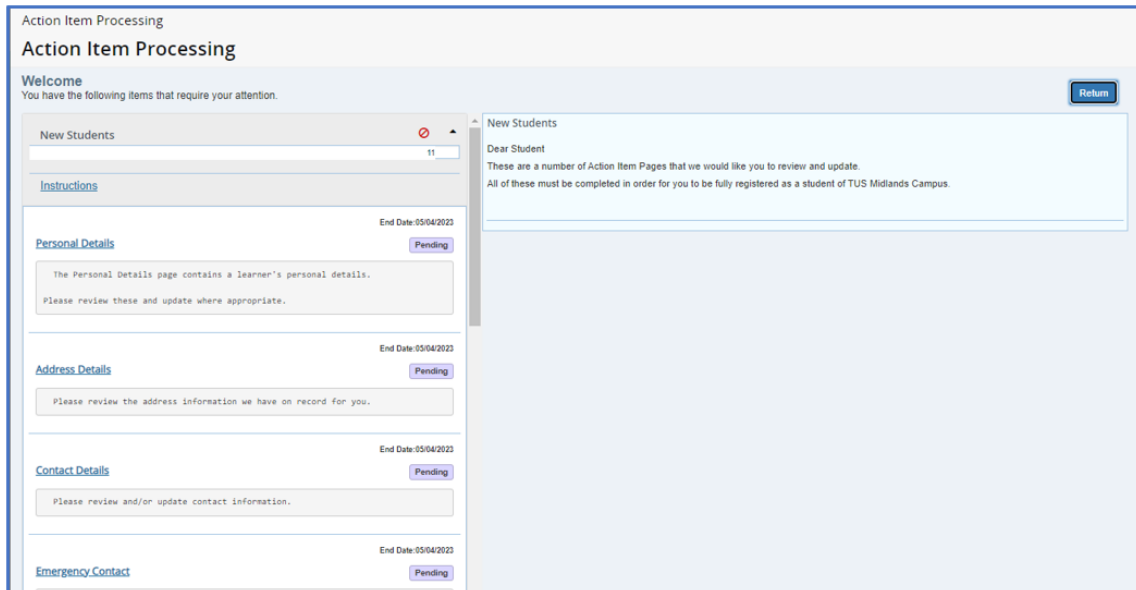 Action Item Processing
Action Item Processing
Welcome
You have the following items that require your attention.
Return
New Students
11
Instructions
End Date:05/04/2023
Personal Details
Pending
The Personal Details page contains a learner's personal details.
Please review these and update where appropriate.
End Date:05/04/2023
Address Details
Pending
Please review the address information we have on record for you.
End Date:05/04/2023
Contact Details
Pending
Please review and/or update contact information.
End Date:05/04/2023
Emergency Contact
Pending
New Students
Dear Student
These are a number of Action Item Pages that we would like you to review and update.
All of these must be completed in order for you to be fully registered as a student of TUS Midlands Campus.